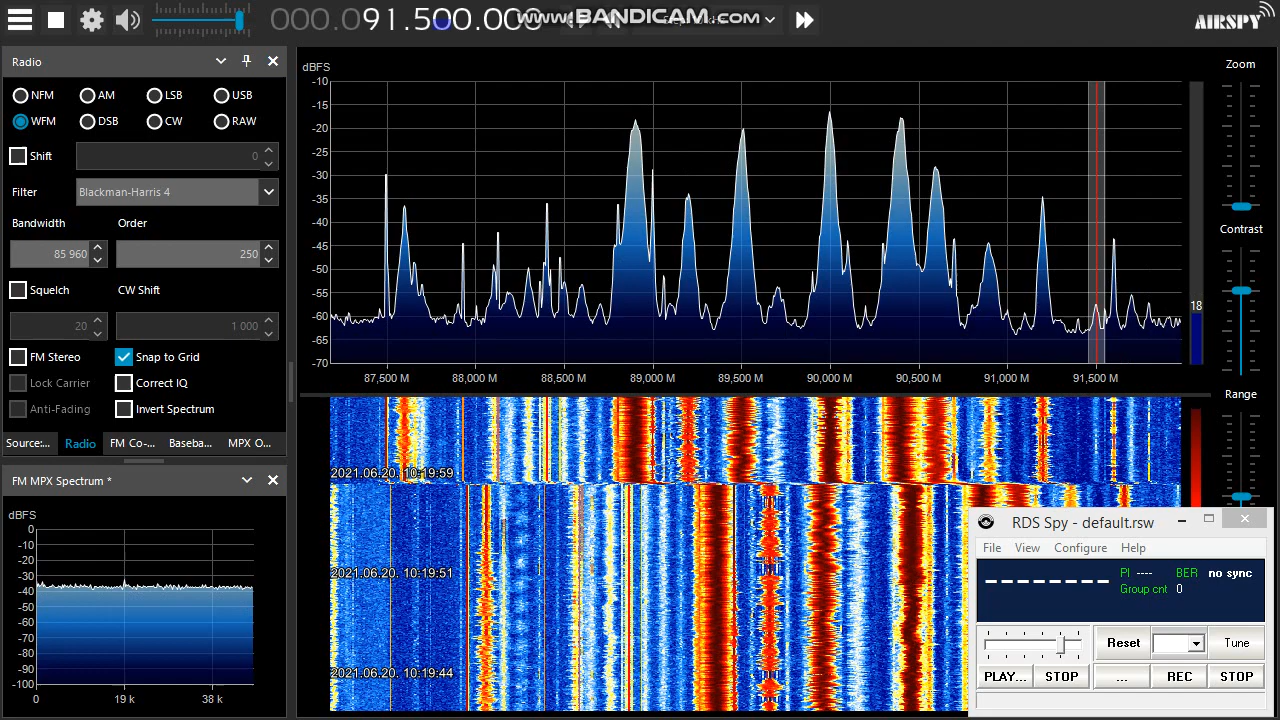 000.091.500.000
www.BANDICAM.com
AIRSPY
Radio
NFM AM LSB USB
WFM DSB CW RAW
Shift 0
Filter Blackman-Harris 4
Bandwidth Order
85 960 250
Squelch CW Shift
20 1 000
FM Stereo Snap to Grid
Lock Carrier Correct IQ
Anti-Fading Invert Spectrum
Source:... Radio FM Co-... Baseba... MPX O...
FM MPX Spectrum *
dBFS
0
-10
-20
-30
-40
-50
-60
-70
-80
-90
-100
0 19 k 38 k
dBFS
-10
-15
-20
-25
-30
-35
-40
-45
-50
-55
-60
-65
-70
87,500 M 88,000 M 88,500 M 89,000 M 89,500 M 90,000 M 90,500 M 91,000 M 91,500 M
18
Zoom
Contrast
Range
2021.06.20. 10:19:59
2021.06.20. 10:19:51
2021.06.20. 10:19:44
RDS Spy - default.rsw
File View Configure Help
PI ---- BER no sync
Group cnt 0
Reset Tune
PLAY... STOP ... REC STOP